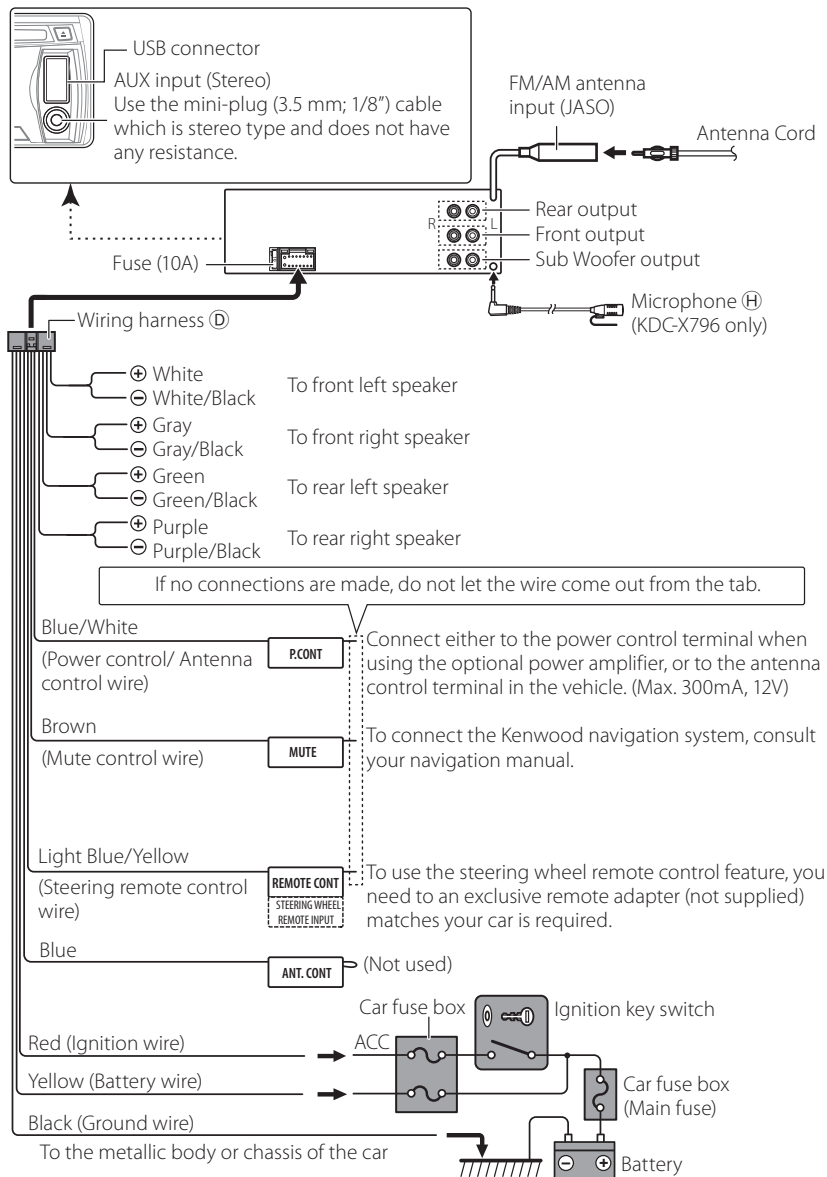 USB connector
AUX input (Stereo)
Use the mini-plug (3.5 mm; 1/8") cable
which is stereo type and does not have
any resistance.
FM/AM antenna
input (JASO)
Antenna Cord
R
L
Rear output
Front output
Sub Woofer output
Fuse (10A)
Microphone Ⓗ
(KDC-X796 only)
Wiring harness Ⓓ
⊕ White
⊖ White/Black
To front left speaker
⊕ Gray
⊖ Gray/Black
To front right speaker
⊕ Green
⊖ Green/Black
To rear left speaker
⊕ Purple
⊖ Purple/Black
To rear right speaker
If no connections are made, do not let the wire come out from the tab.
Blue/White
(Power control/ Antenna
control wire)
P.CONT
Connect either to the power control terminal when
using the optional power amplifier, or to the antenna
control terminal in the vehicle. (Max. 300mA, 12V)
Brown
(Mute control wire)
MUTE
To connect the Kenwood navigation system, consult
your navigation manual.
Light Blue/Yellow
(Steering remote control
wire)
REMOTE CONT
STEERING WHEEL
REMOTE INPUT
To use the steering wheel remote control feature, you
need to an exclusive remote adapter (not supplied)
matches your car is required.
Blue
ANT. CONT
(Not used)
Car fuse box
Ignition key switch
Red (Ignition wire)
ACC
Yellow (Battery wire)
Car fuse box
(Main fuse)
Black (Ground wire)
To the metallic body or chassis of the car
⊖ ⊕
Battery